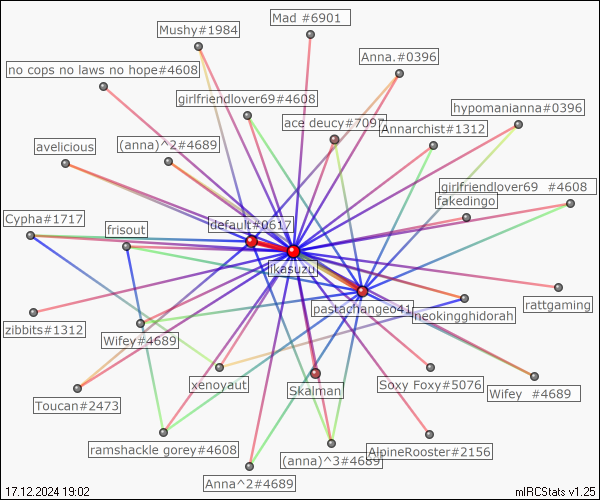 Mad #6901
Mushy#1984
Anna.#0396
no cops no laws no hope#4608
girlfriendlover69#4608
hypomanianna#0396
ace deucy#7097
Annarchist#1312
(anna)^2#4689
avelicious
girlfriendlover69 #4608
fakedingo
Cypha#1717
default#0617
frisout
jkasuzu
rattgaming
pastachangeo41
neokingghidorah
zibbits#1312
Wifey#4689
xenoyaut
Skalman
Soxy Foxy#5076
Wifey #4689
Toucan#2473
ramshackle gorey#4608
AlpineRooster#2156
(anna)^3#4689
Anna^2#4689
17.12.2024 19:02
mIRCStats v1.25